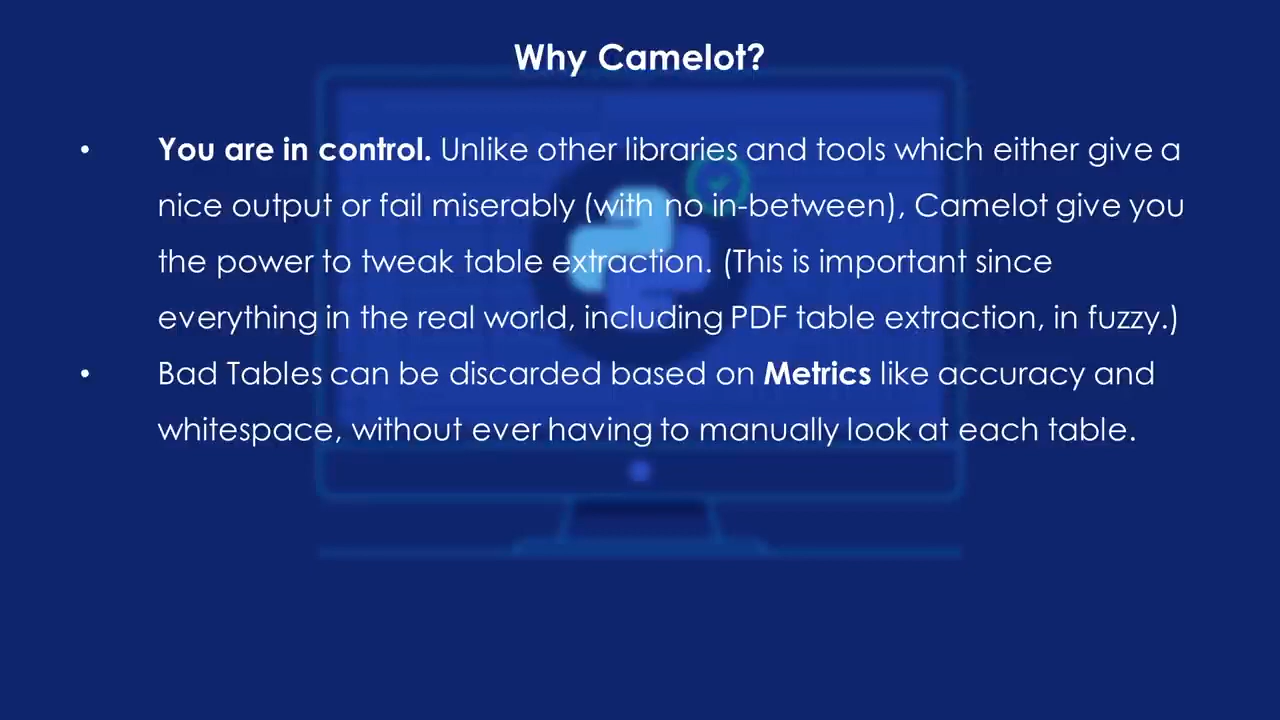 Why Camelot?
• You are in control. Unlike other libraries and tools which either give a
nice output or fail miserably (with no in-between), Camelot give you
the power to tweak table extraction. (This is important since
everything in the real world, including PDF table extraction, in fuzzy.)
• Bad Tables can be discarded based on Metrics like accuracy and
whitespace, without ever having to manually look at each table.